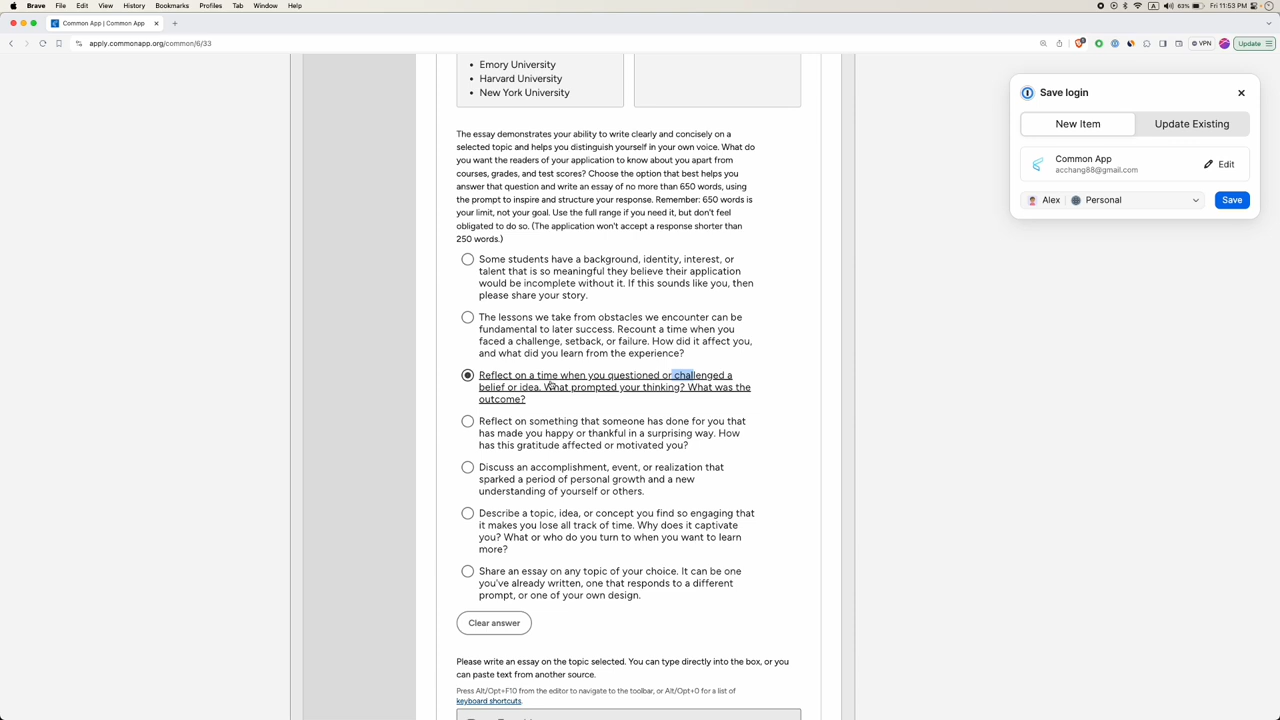 Brave File Edit View History Bookmarks Profiles Tab Window Help
63% Fri 11:53 PM
Common App | Common App
apply.commonapp.org/common/6/33
VPN
Update
Emory University
Harvard University
New York University
The essay demonstrates your ability to write clearly and concisely on a
selected topic and helps you distinguish yourself in your own voice. What do
you want the readers of your application to know about you apart from
courses, grades, and test scores? Choose the option that best helps you
answer that question and write an essay of no more than 650 words, using
the prompt to inspire and structure your response. Remember: 650 words is
your limit, not your goal. Use the full range if you need it, but don't feel
obligated to do so. (The application won't accept a response shorter than
250 words.)
Some students have a background, identity, interest, or
talent that is so meaningful they believe their application
would be incomplete without it. If this sounds like you, then
please share your story.
The lessons we take from obstacles we encounter can be
fundamental to later success. Recount a time when you
faced a challenge, setback, or failure. How did it affect you,
and what did you learn from the experience?
Reflect on a time when you questioned or challenged a
belief or idea. What prompted your thinking? What was the
outcome?
Reflect on something that someone has done for you that
has made you happy or thankful in a surprising way. How
has this gratitude affected or motivated you?
Discuss an accomplishment, event, or realization that
sparked a period of personal growth and a new
understanding of yourself or others.
Describe a topic, idea, or concept you find so engaging that
it makes you lose all track of time. Why does it captivate
you? What or who do you turn to when you want to learn
more?
Share an essay on any topic of your choice. It can be one
you've already written, one that responds to a different
prompt, or one of your own design.
Clear answer
Please write an essay on the topic selected. You can type directly into the box, or you
can paste text from another source.
Press Alt/Opt+F10 from the editor to navigate to the toolbar, or Alt/Opt+0 for a list of
keyboard shortcuts.
Save login
New Item Update Existing
Common App
acchang88@gmail.com
Edit
Alex Personal
Save